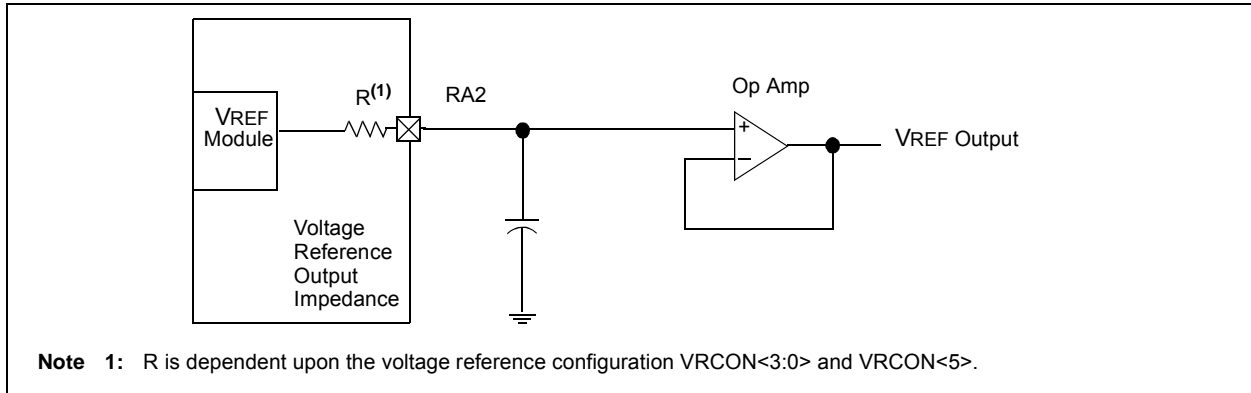 R(1)
RA2
Op Amp
VREF
Module
+
–
VREF Output
Voltage
Reference
Output
Impedance
Note 1: R is dependent upon the voltage reference configuration VRCON<3:0> and VRCON<5>.